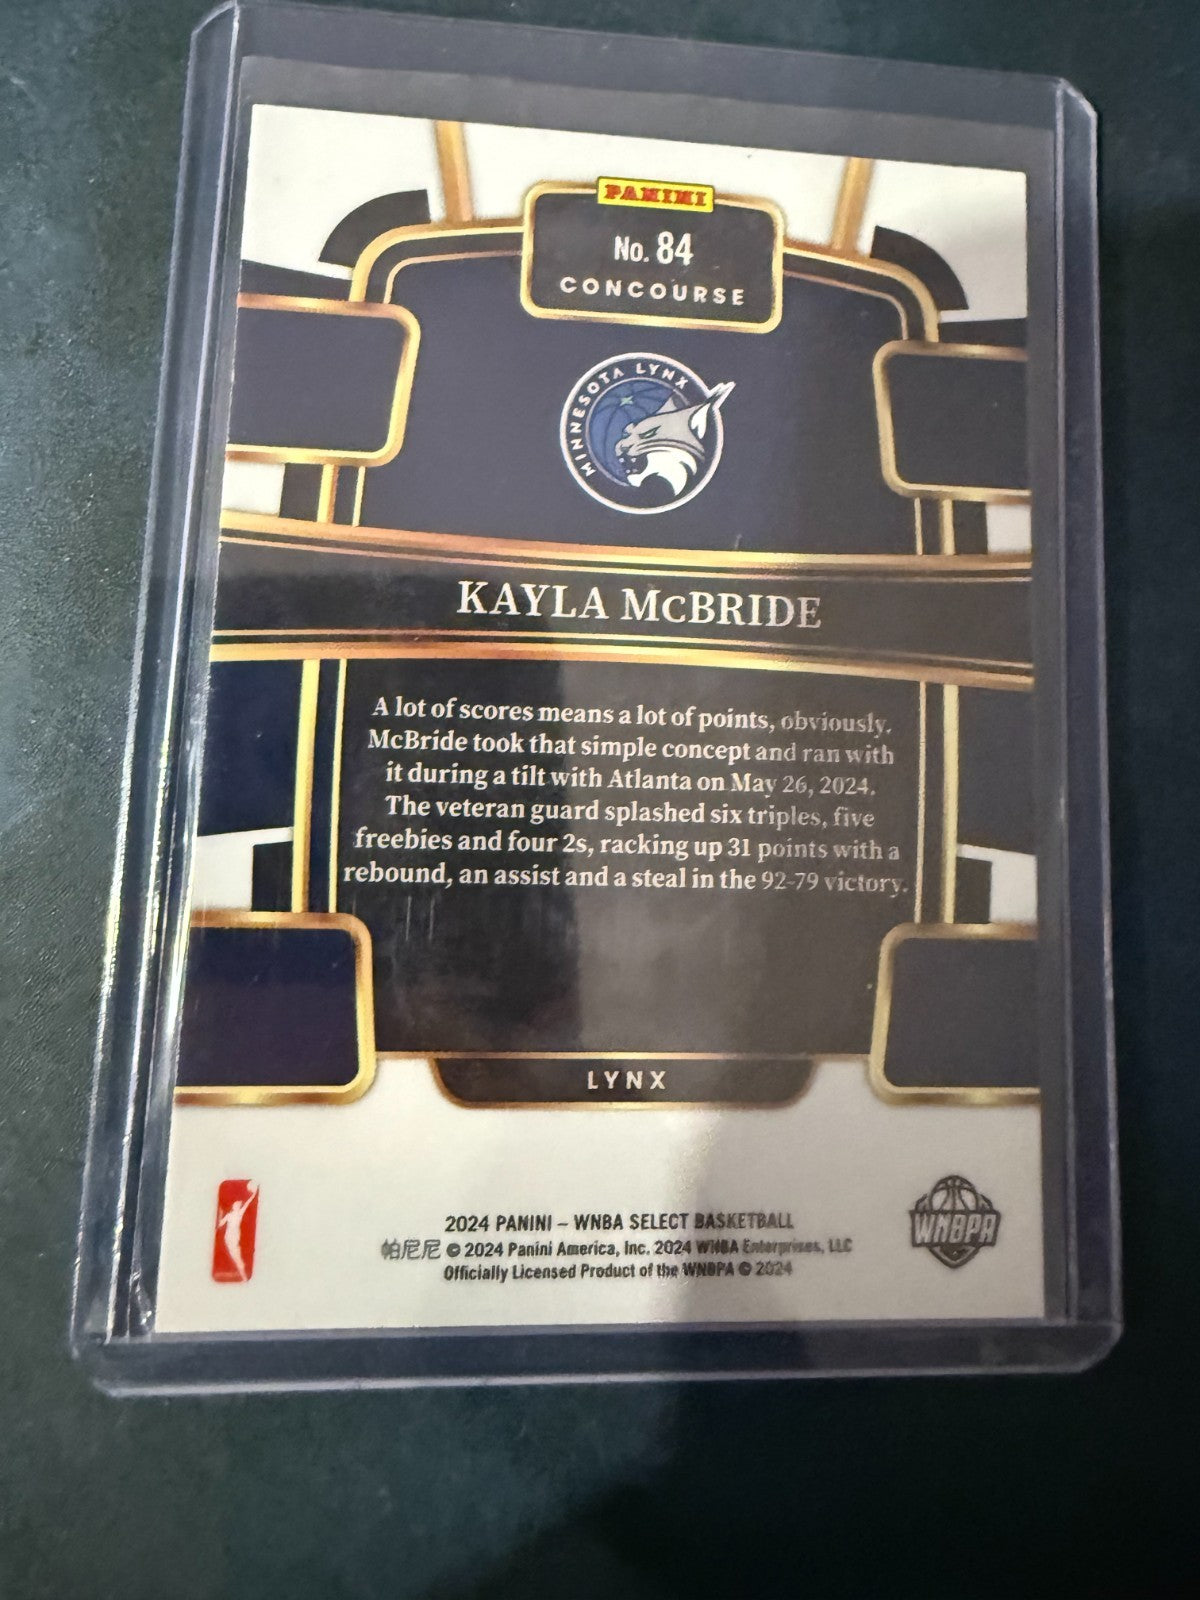 PANINI
No. 84
CONCOURSE
MINNESOTA LYNX
KAYLA McBRIDE
A lot of scores means a lot of points, obviously.
McBride took that simple concept and ran with
it during a tilt with Atlanta on May 26, 2024.
The veteran guard splashed six triples, five
freebies and four 2s, racking up 31 points with a
rebound, an assist and a steal in the 92-79 victory.
LYNX
2024 PANINI – WNBA SELECT BASKETBALL
帕尼尼 © 2024 Panini America, Inc. 2024 WNBA Enterprises, LLC
Officially Licensed Product of the WNBPA © 2024
WNBPA